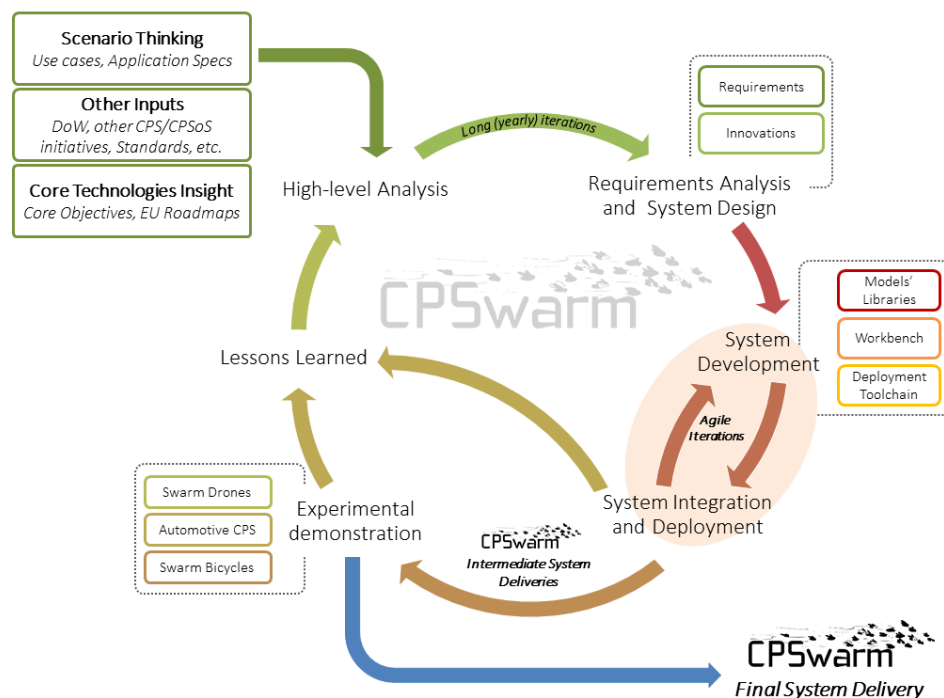 Scenario Thinking
Use cases, Application Specs
Other Inputs
DoW, other CPS/CPSoS
initiatives, Standards, etc.
Core Technologies Insight
Core Objectives, EU Roadmaps
High-level Analysis
Long (yearly) iterations
Requirements
Innovations
Requirements Analysis
and System Design
CPSwarm
Models'
Libraries
Workbench
Deployment
Toolchain
System
Development
Agile
Iterations
System Integration
and Deployment
Lessons Learned
Swarm Drones
Automotive CPS
Swarm Bicycles
Experimental
demonstration
CPSwarm
Intermediate System
Deliveries
CPSwarm
Final System Delivery